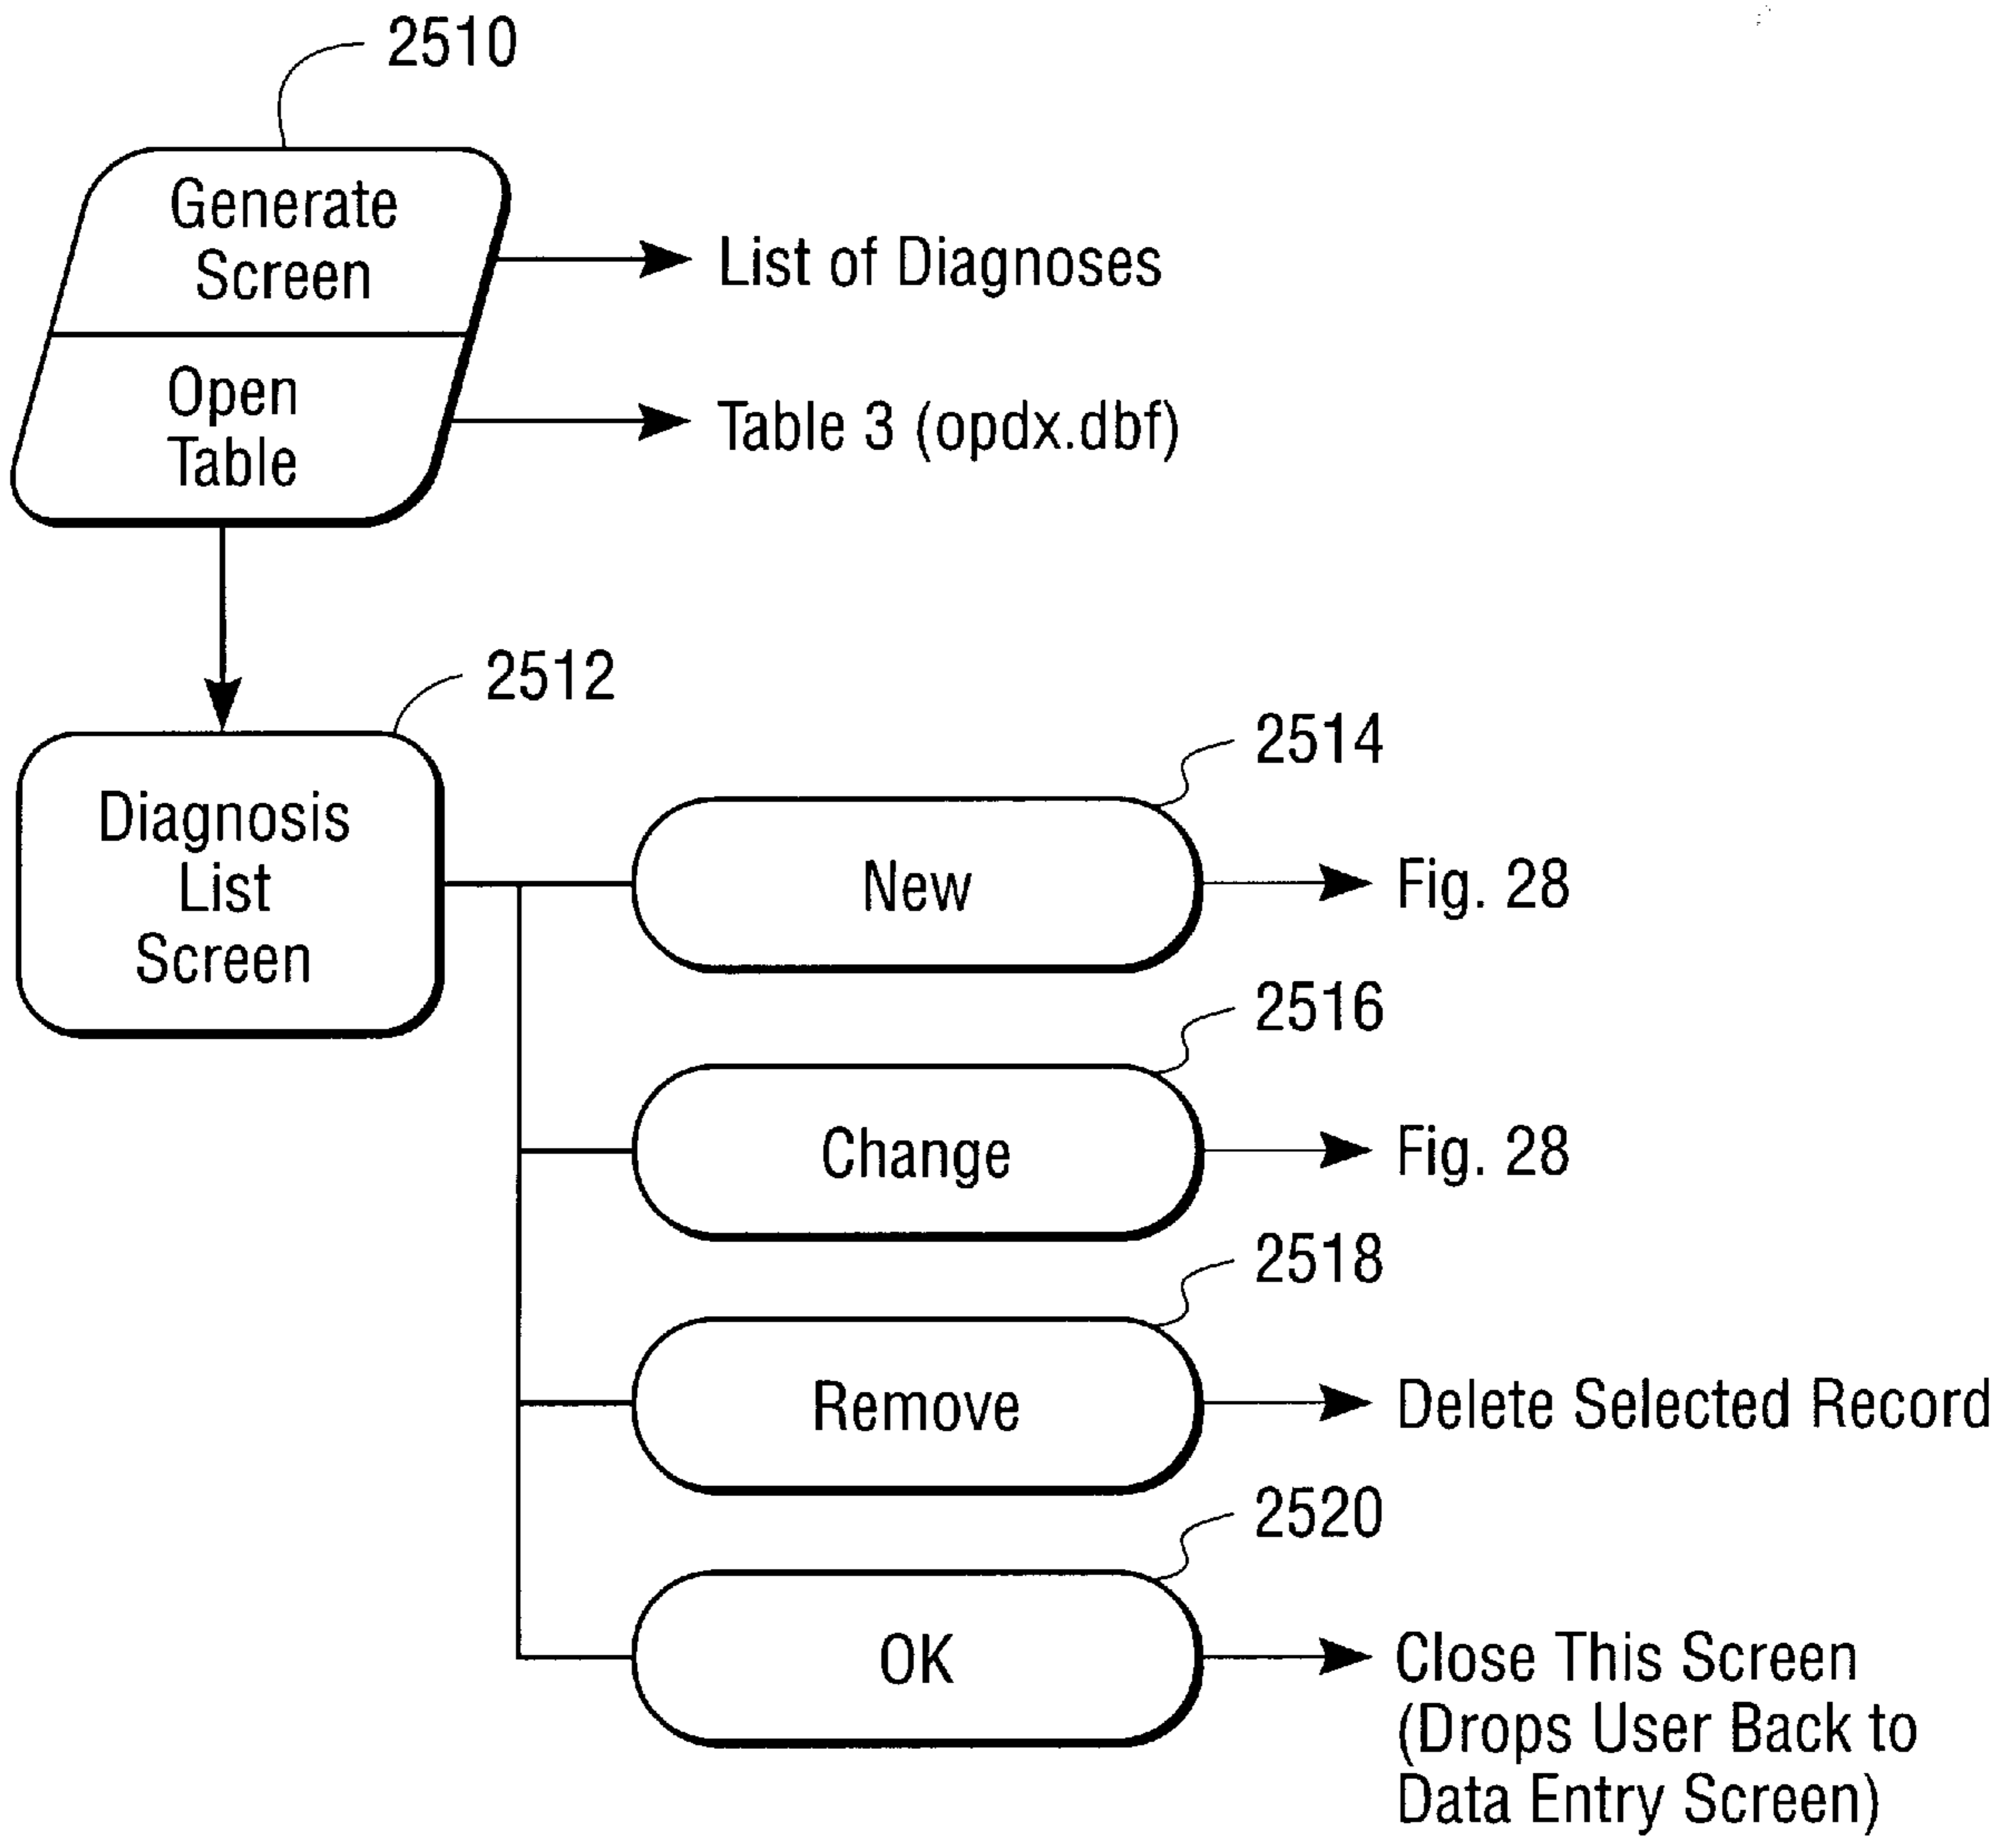 2510
Generate
Screen
List of Diagnoses
Open
Table
Table 3 (opdx.dbf)
2512
Diagnosis
List
Screen
2514
New
Fig. 28
2516
Change
Fig. 28
2518
Remove
Delete Selected Record
2520
OK
Close This Screen
(Drops User Back to
Data Entry Screen)